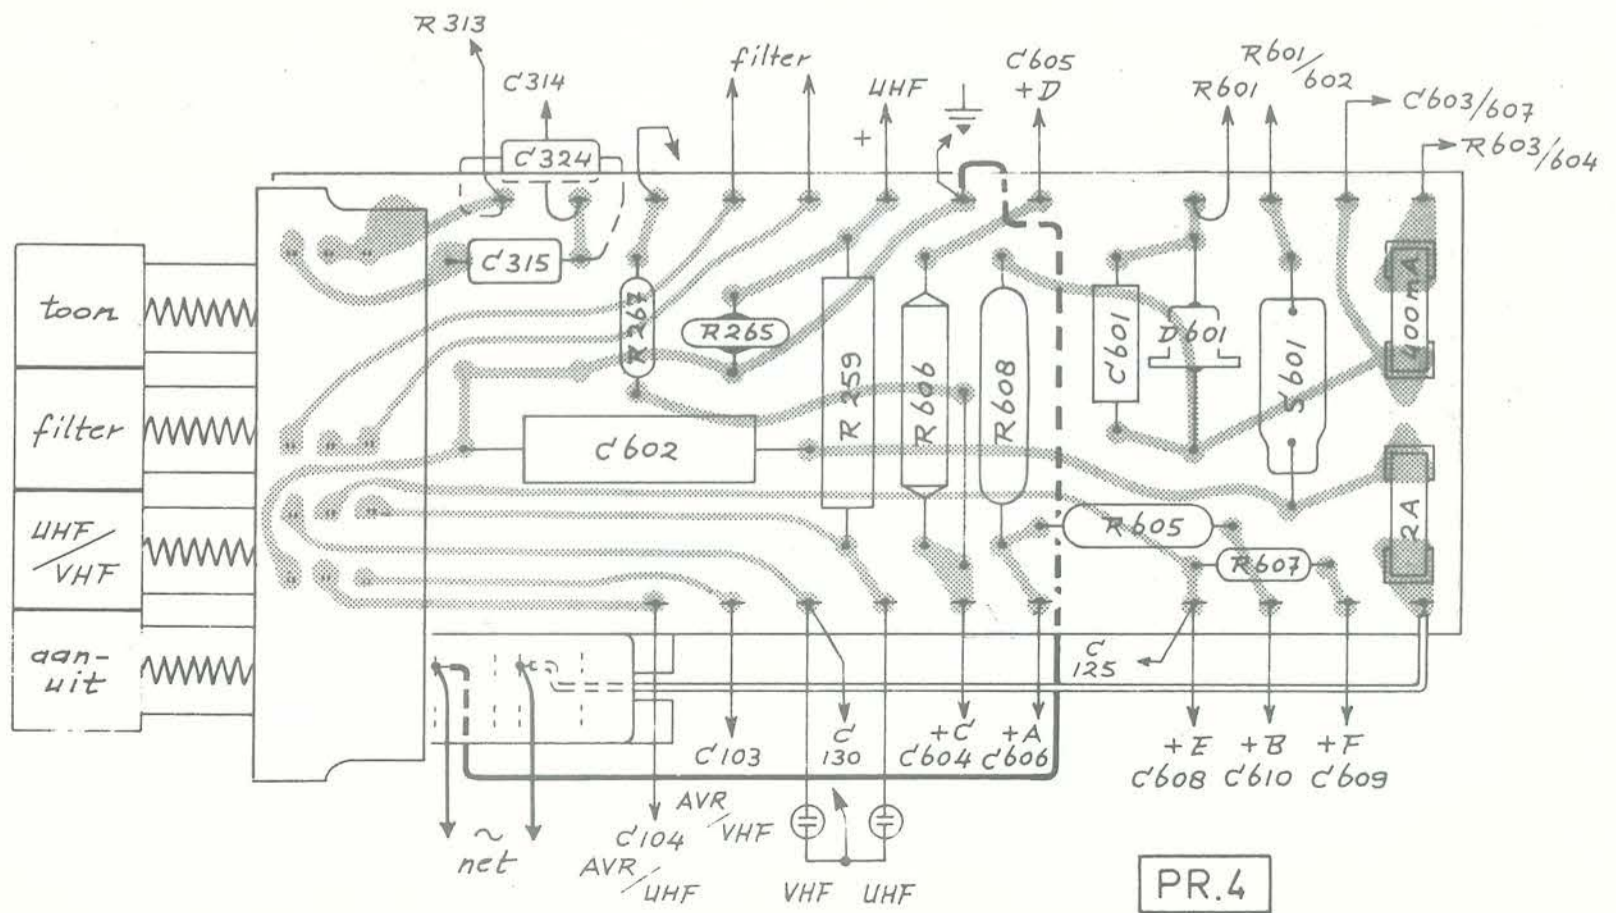 R313
C314
filter
UHF
+
C605
+D
R601
R601/602
C603/607
R603/604
C324
C315
R267
R265
R259
R606
R608
C601
D601
S601
400mA
2A
C602
R605
R607
toon
filter
UHF/VHF
aan-
uit
C
125
C103
C
130
+C
C604
+A
C606
+E
C608
+B
C610
+F
C609
~
net
C104
AVR/UHF
AVR/VHF
VHF
UHF
PR.4